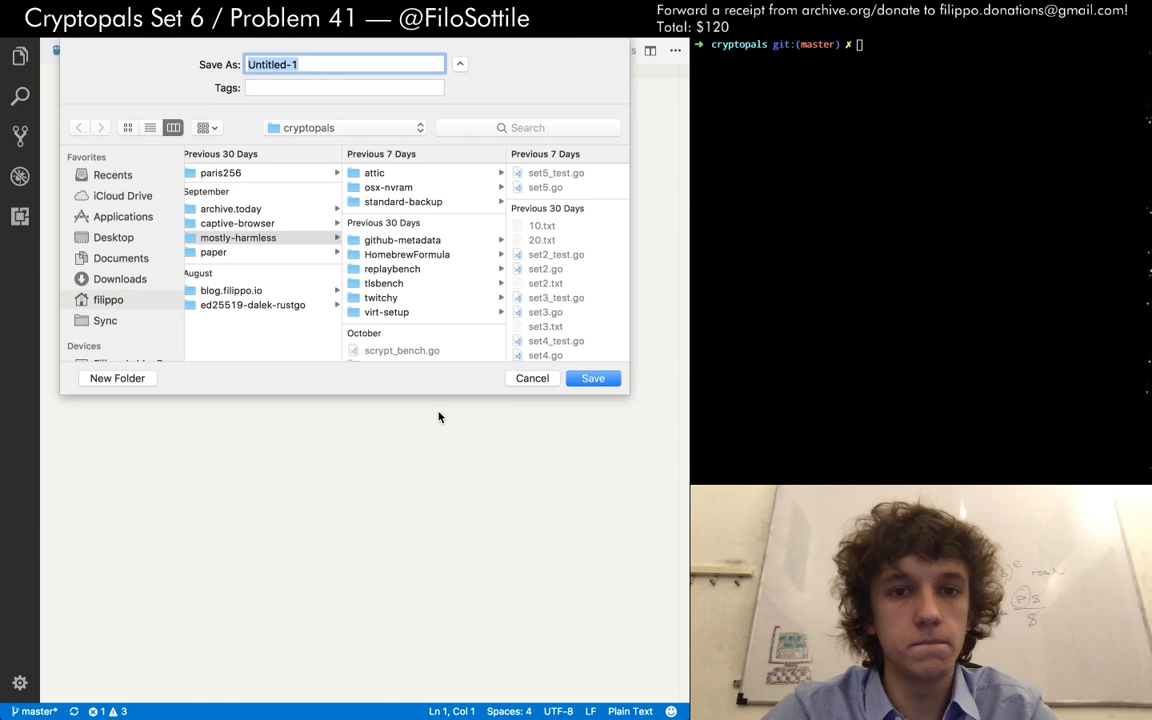 Cryptopals Set 6 / Problem 41 — @FiloSottile
Forward a receipt from archive.org/donate to filippo.donations@gmail.com!
Total: $120
➜ cryptopals git:(master) ✗
Save As: Untitled-1
Tags:
cryptopals
Search
Favorites
Recents
iCloud Drive
Applications
Desktop
Documents
Downloads
filippo
Sync
Devices
Previous 30 Days
paris256
September
archive.today
captive-browser
mostly-harmless
paper
August
blog.filippo.io
ed25519-dalek-rustgo
Previous 7 Days
attic
osx-nvram
standard-backup
Previous 30 Days
github-metadata
HomebrewFormula
replaybench
tlsbench
twitchy
virt-setup
October
scrypt_bench.go
Previous 7 Days
set5_test.go
set5.go
Previous 30 Days
10.txt
20.txt
set2_test.go
set2.go
set2.txt
set3_test.go
set3.go
set3.txt
set4_test.go
set4.go
New Folder
Cancel
Save
master* 1 3
Ln 1, Col 1 Spaces: 4 UTF-8 LF Plain Text